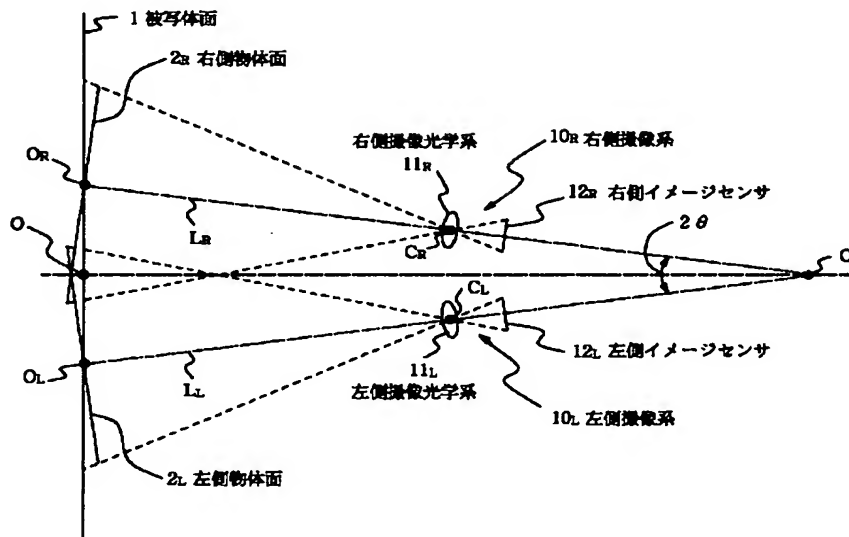 1 被写体面
2R 右側物体面
右側撮像光学系
11R
10R 右側撮像系
12R 右側イメージセンサ
OR
LR
CR
2θ
O
C
CL
OL
LL
11L
左側撮像光学系
12L 左側イメージセンサ
10L 左側撮像系
2L 左側物体面